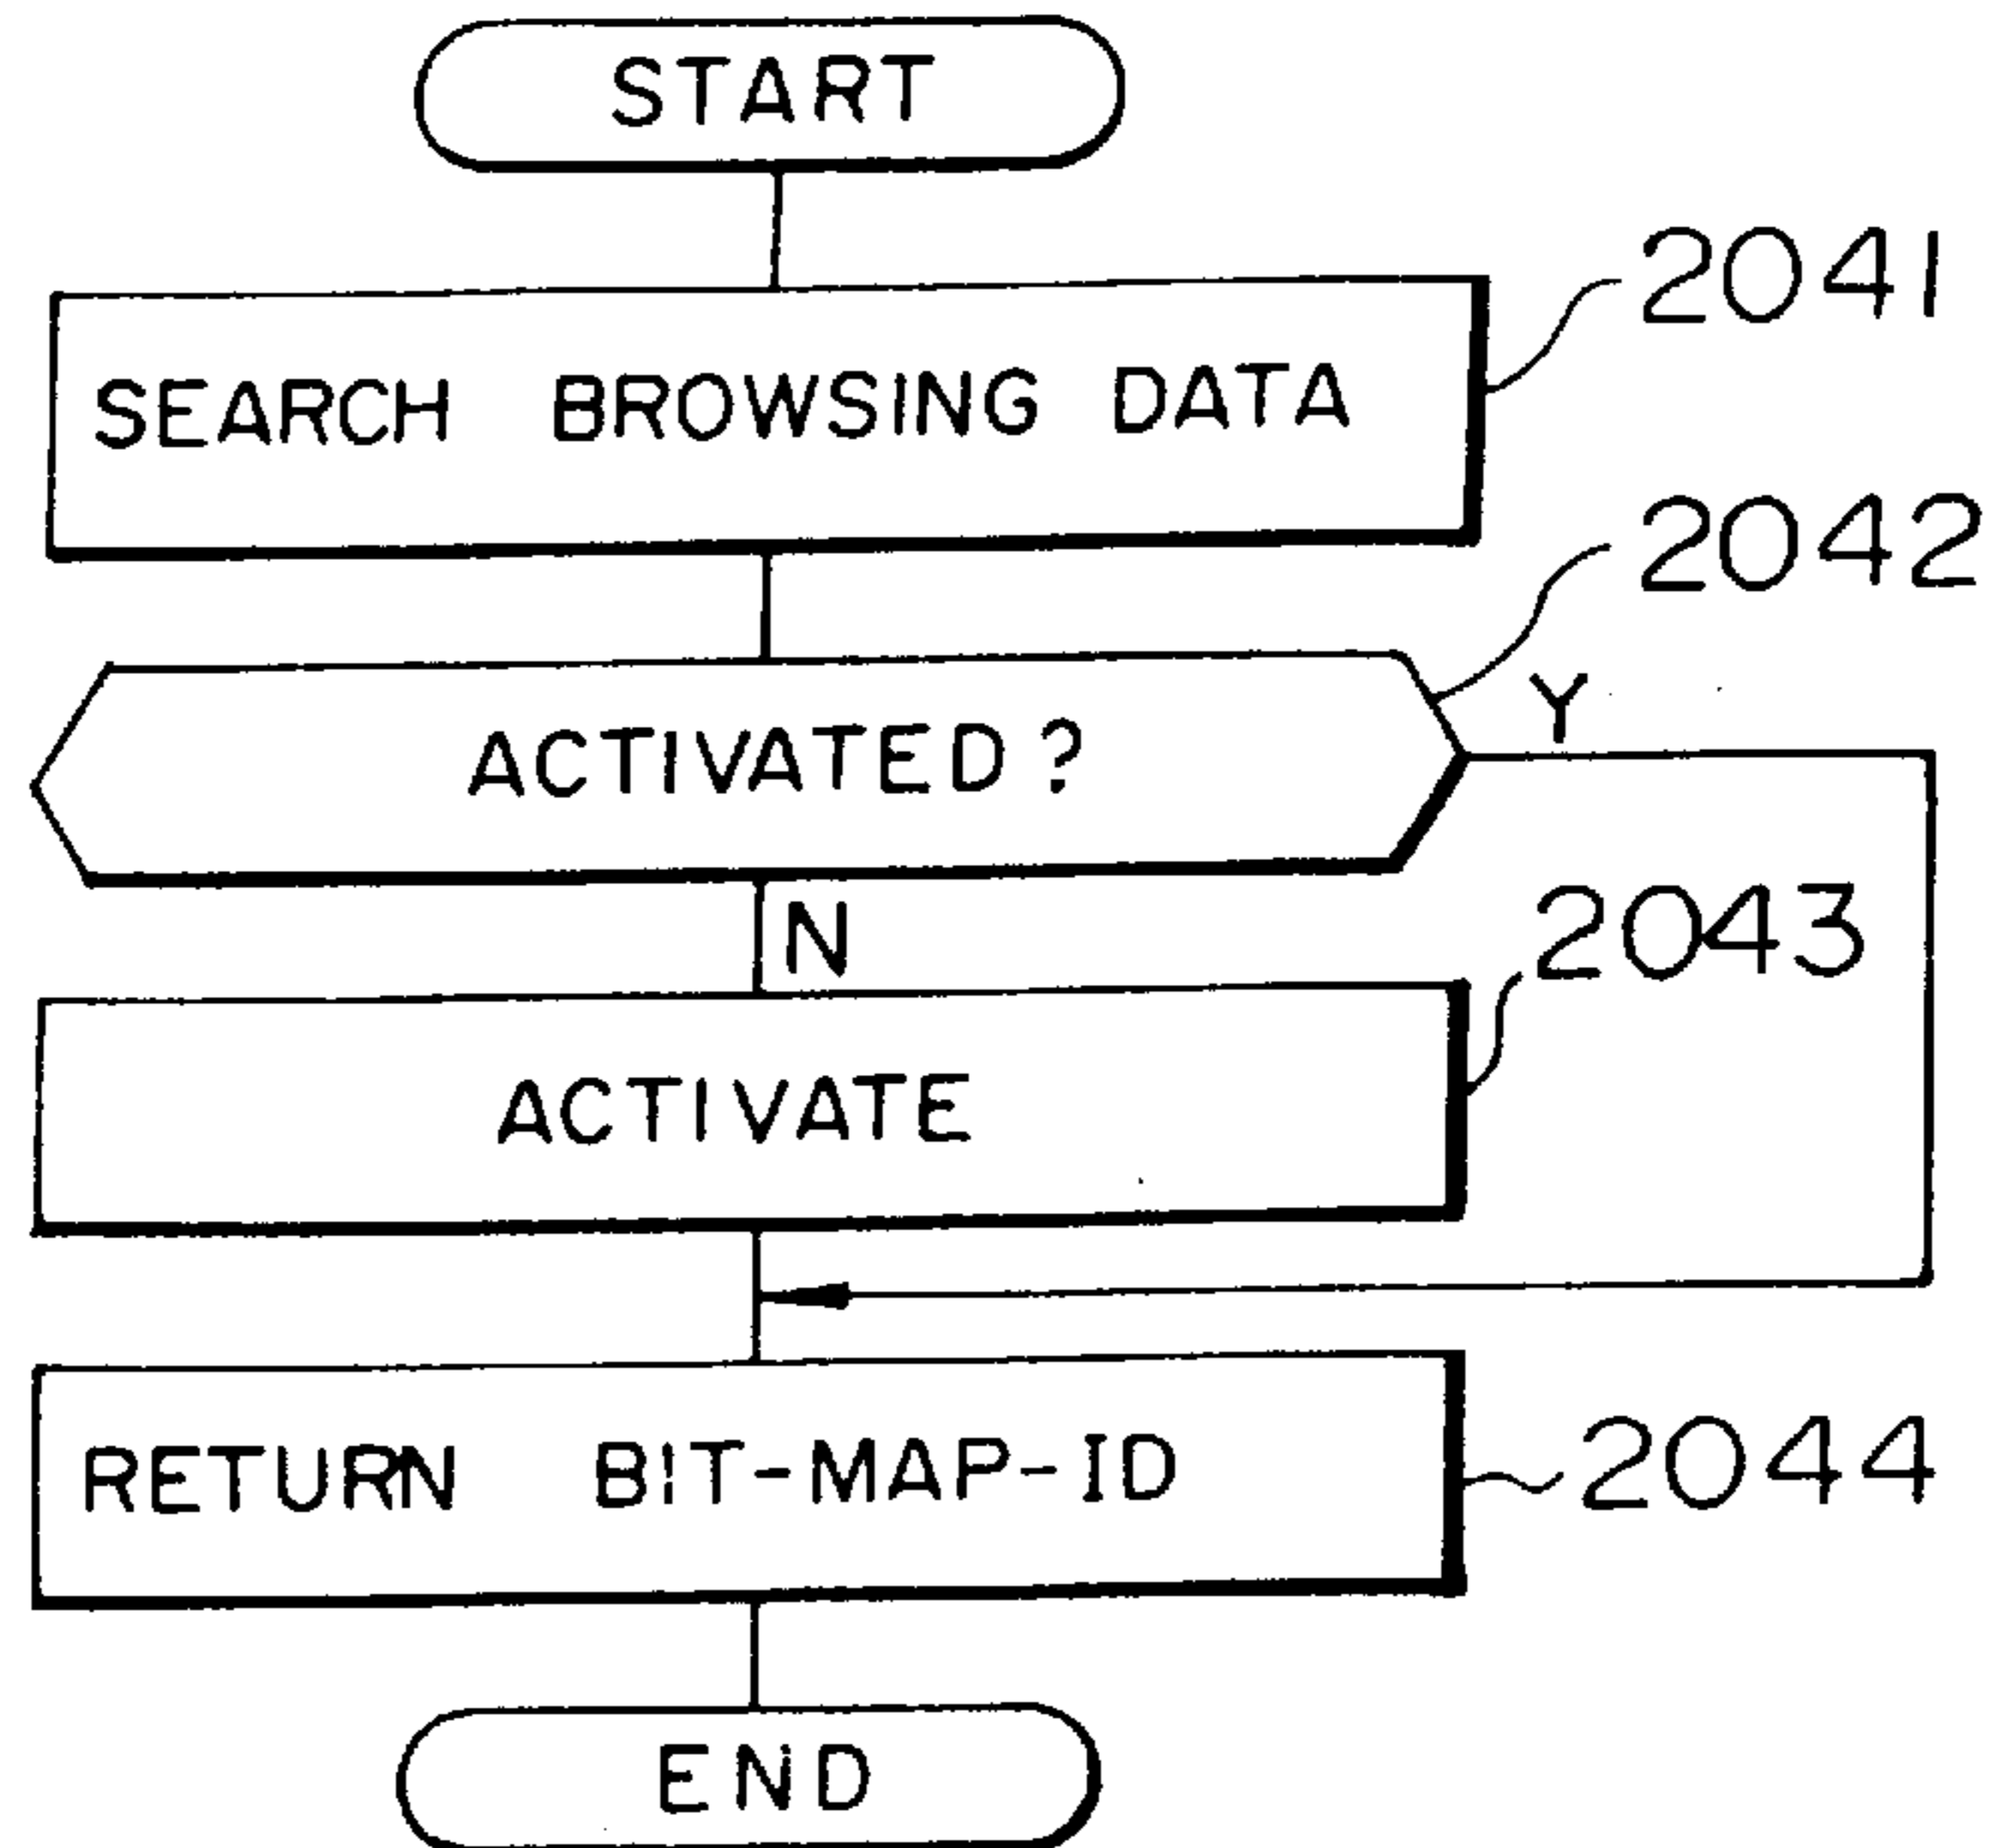 START
2041
SEARCH BROWSING DATA
2042
ACTIVATED?
Y
N
2043
ACTIVATE
RETURN BIT-MAP-ID
2044
END